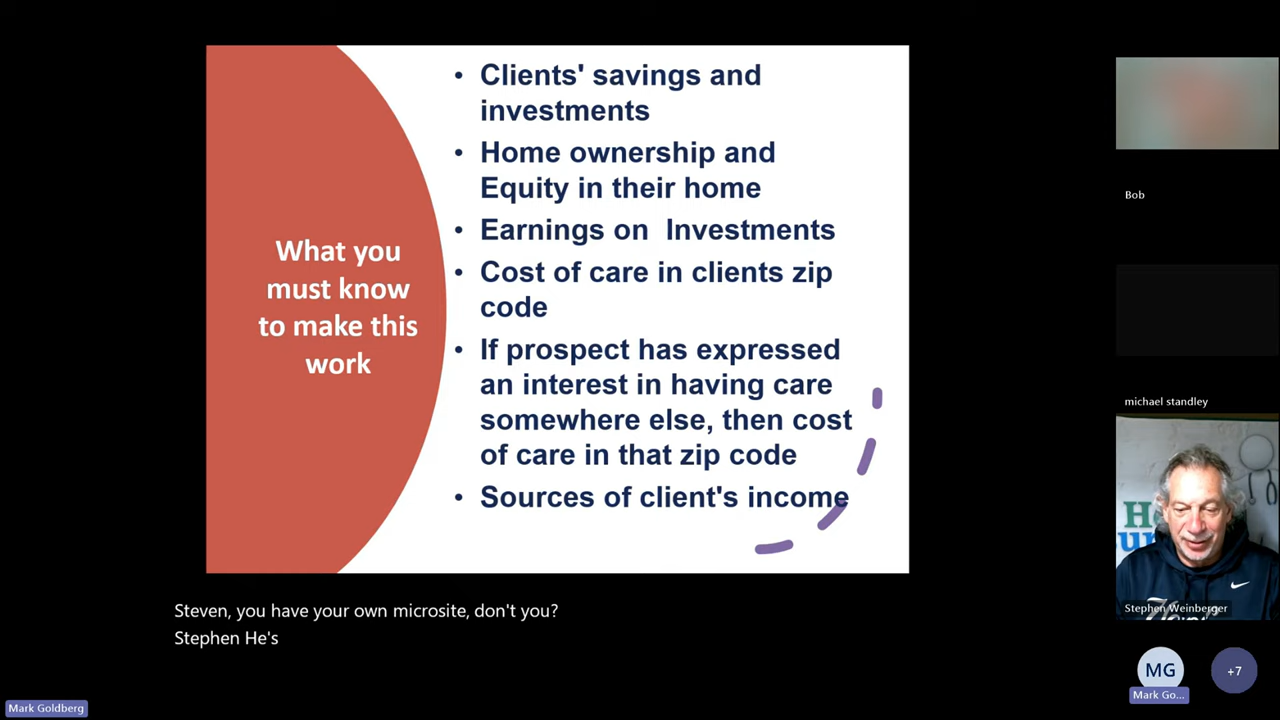 What you
must know
to make this
work
• Clients' savings and
investments
• Home ownership and
Equity in their home
• Earnings on  Investments
• Cost of care in clients zip
code
• If prospect has expressed
an interest in having care
somewhere else, then cost
of care in that zip code
• Sources of client's income
Bob
michael standley
Stephen Weinberger
MG
Mark Go...
+7
Steven, you have your own microsite, don't you?
Stephen He's
Mark Goldberg